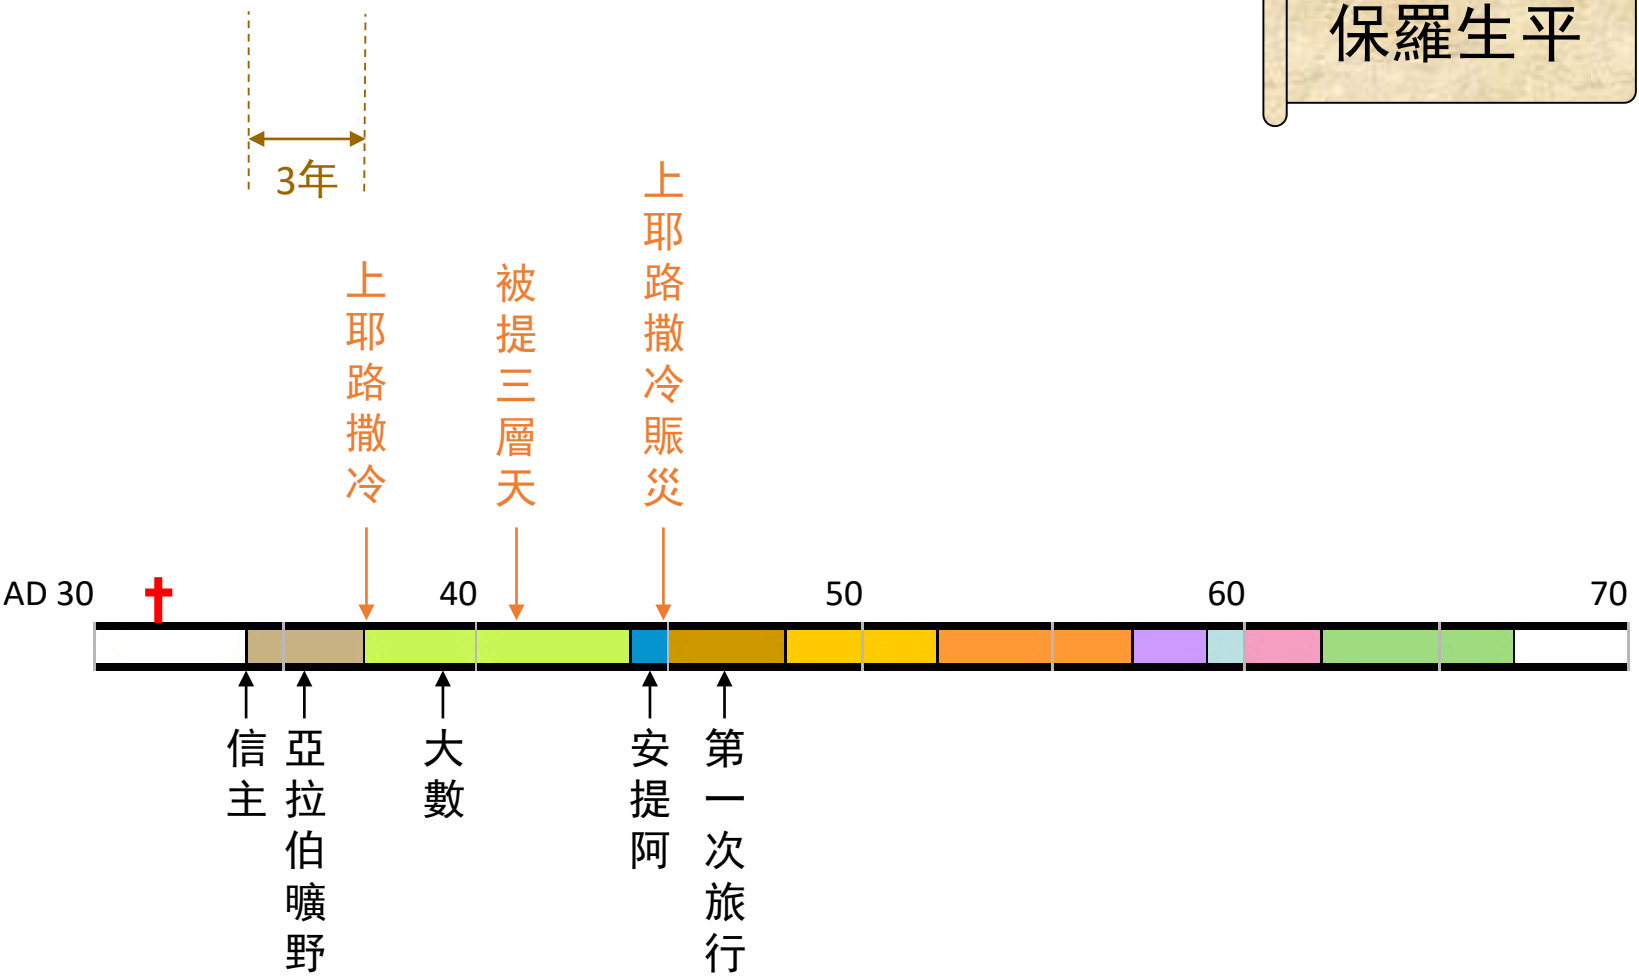 保羅生平
3年
上耶路撒冷
被提三層天
上耶路撒冷賑災
AD 30
40
50
60
70
信主
亞拉伯曠野
大數
安提阿
第一次旅行